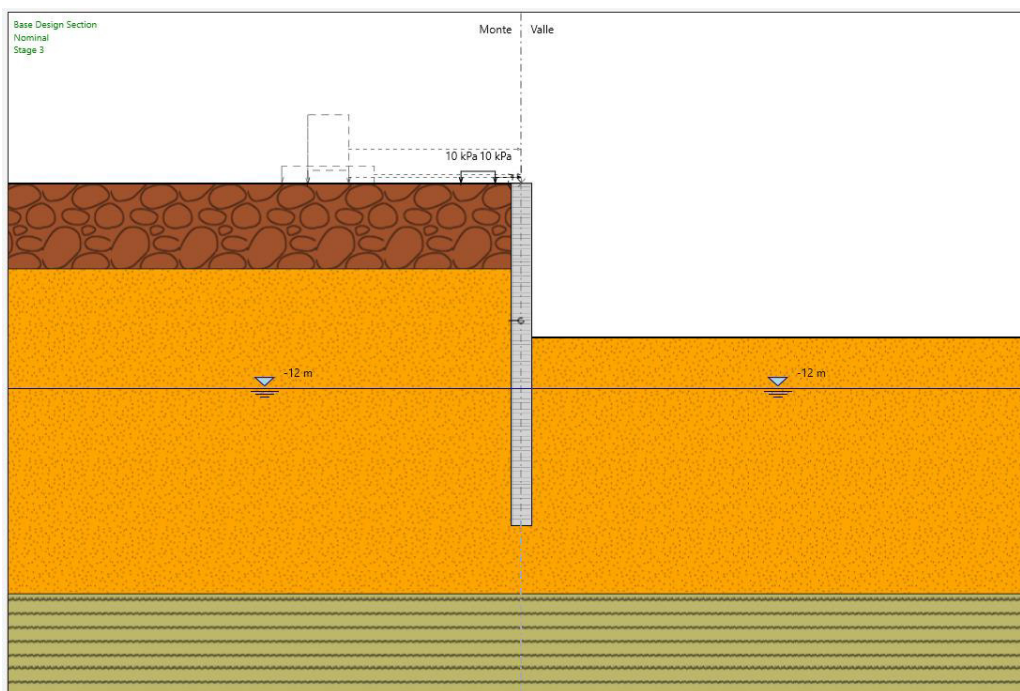 Base Design Section
Nominal
Stage 3
Monte Valle
10 kPa 10 kPa
-12 m
-12 m